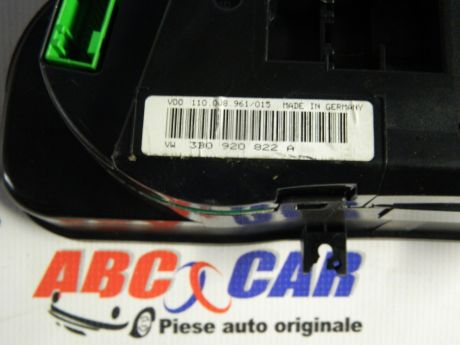 VDO 110.008.961/015 MADE IN GERMANY
VW 3B0 920 822 A
ABC CAR
Piese auto originale